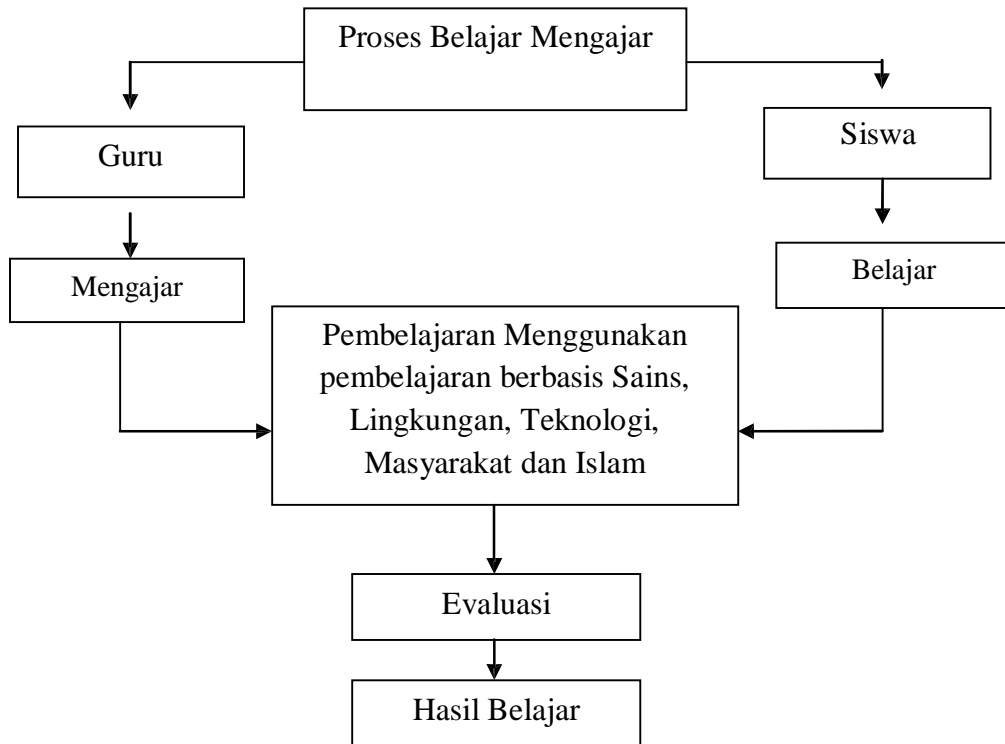 Proses Belajar Mengajar
Guru
Siswa
Mengajar
Belajar
Pembelajaran Menggunakan
pembelajaran berbasis Sains,
Lingkungan, Teknologi,
Masyarakat dan Islam
Evaluasi
Hasil Belajar